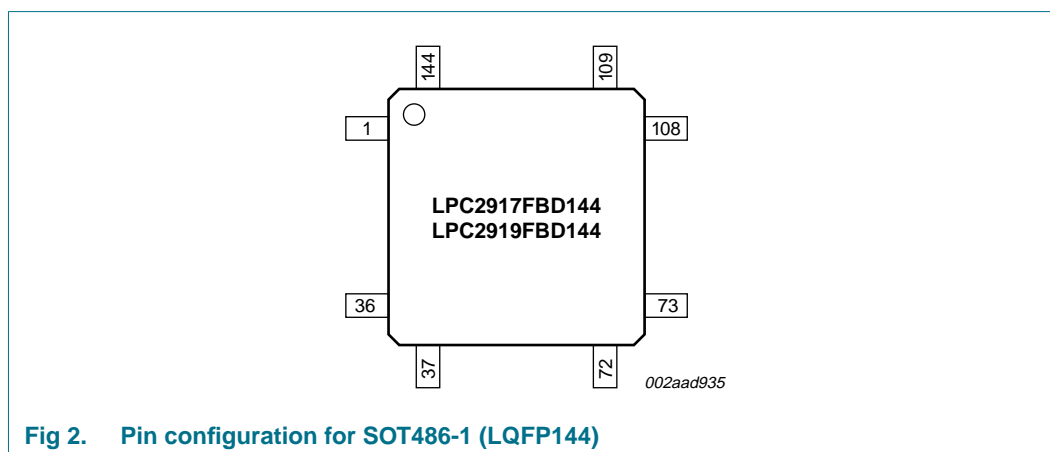 144 109
1 108
LPC2917FBD144
LPC2919FBD144
36 73
37 72
002aad935
Fig 2. Pin configuration for SOT486-1 (LQFP144)